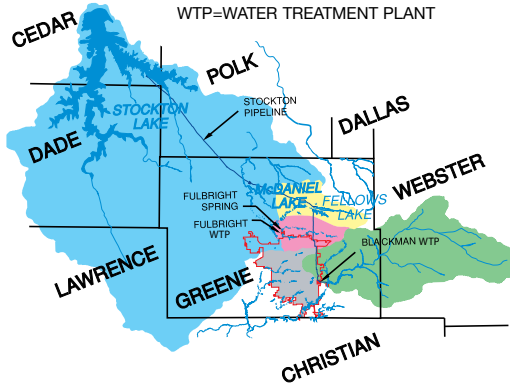 WTP=WATER TREATMENT PLANT
CEDAR
POLK
STOCKTON
LAKE
STOCKTON
PIPELINE
DALLAS
DADE
McDANIEL
LAKE
FULBRIGHT
SPRING
FELLOWS
LAKE
WEBSTER
FULBRIGHT
WTP
BLACKMAN WTP
LAWRENCE
GREENE
CHRISTIAN